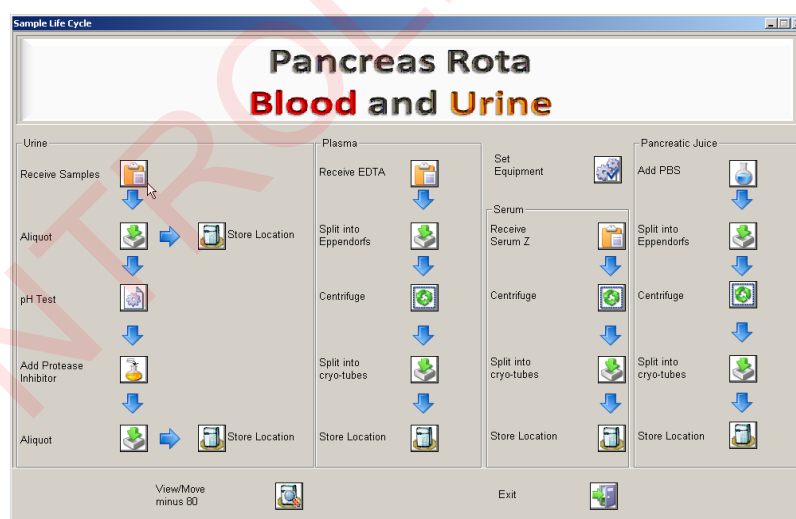 Sample Life Cycle
Pancreas Rota
Blood and Urine
Urine
Receive Samples
Aliquot
Store Location
pH Test
Add Protease
Inhibitor
Aliquot
Store Location
Plasma
Receive EDTA
Split into
Eppendorfs
Centrifuge
Split into
cryo-tubes
Store Location
Set
Equipment
Serum
Receive
Serum Z
Centrifuge
Split into
cryo-tubes
Store Location
Pancreatic Juice
Add PBS
Split into
Eppendorfs
Centrifuge
Split into
cryo-tubes
Store Location
View/Move
minus 80
Exit